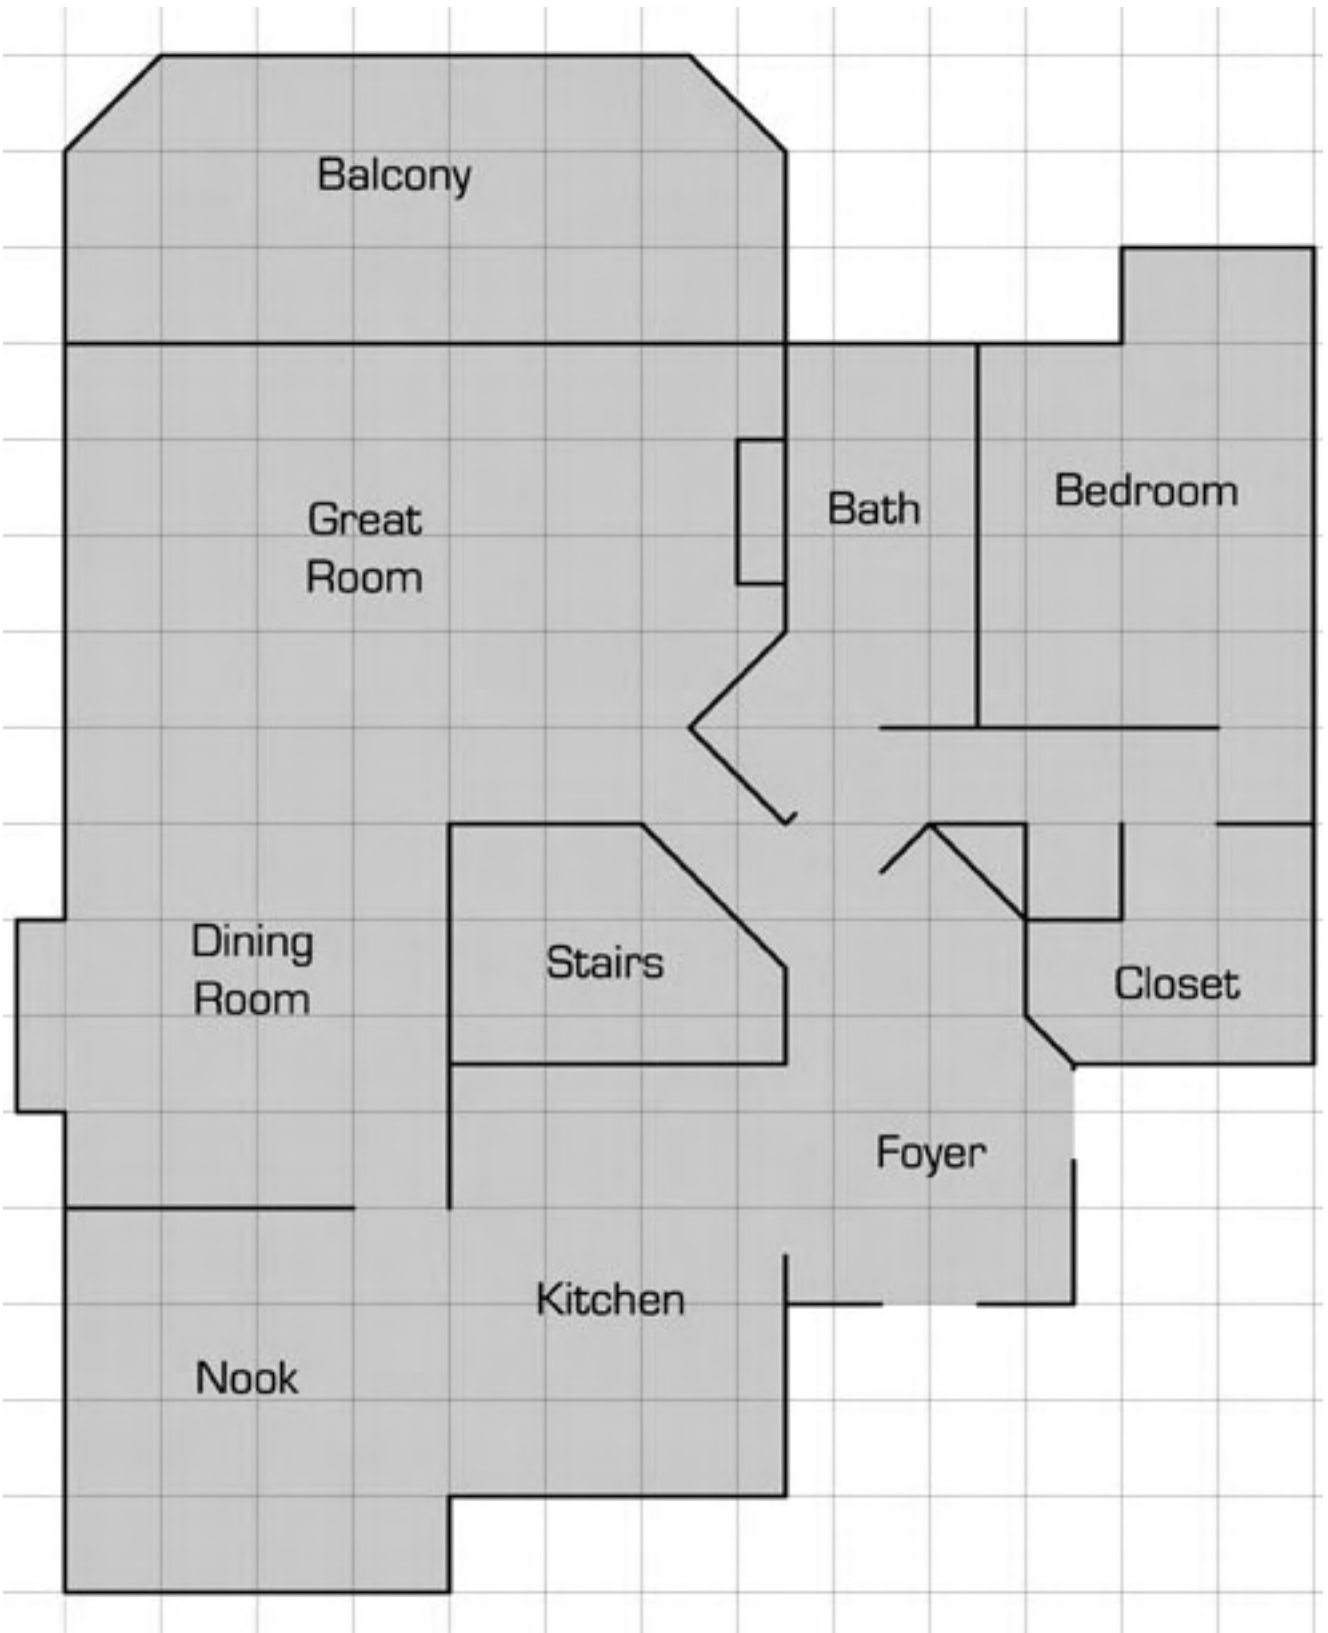 Balcony
Great
Room
Bath
Bedroom
Dining
Room
Stairs
Closet
Foyer
Kitchen
Nook